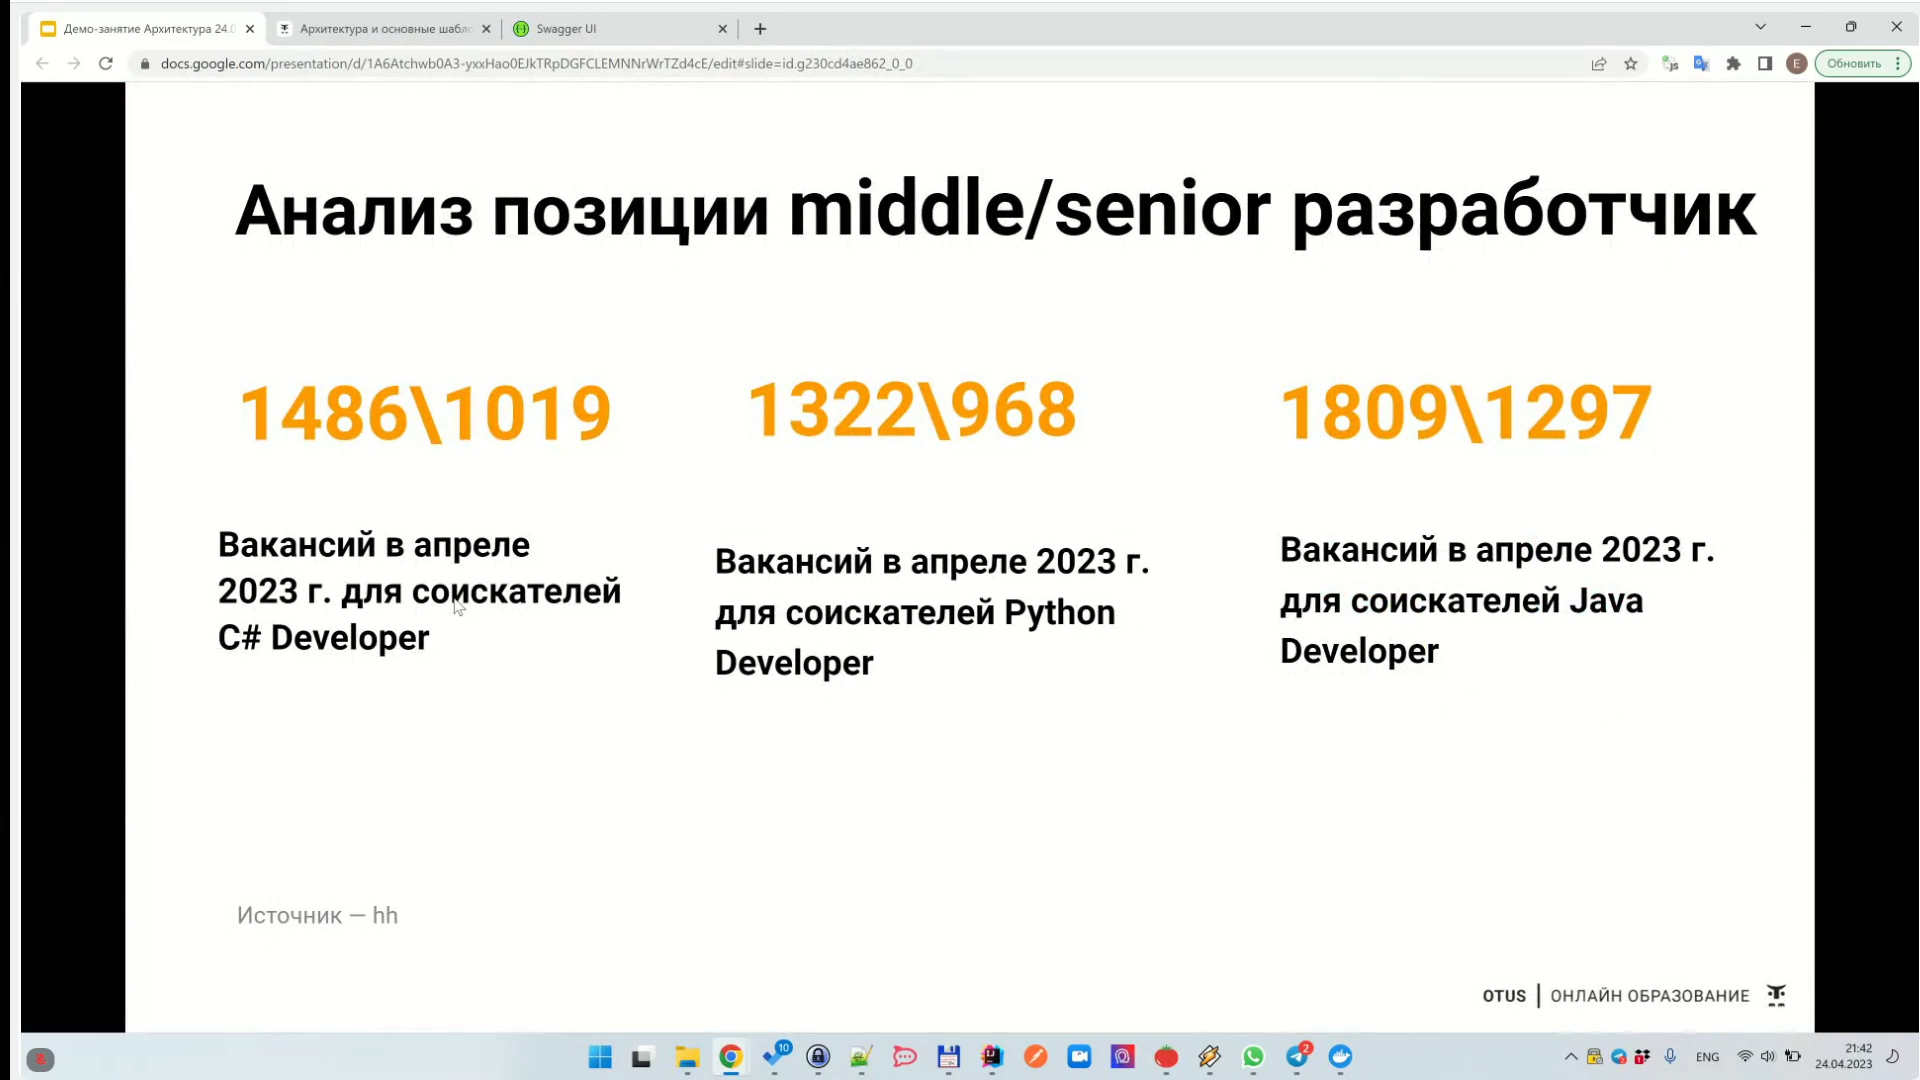 Демо-занятие Архитектура 24.0
Архитектура и основные шабло
Swagger UI
docs.google.com/presentation/d/1A6Atchwb0A3-yxxHao0EJkTRpDGFCLEMNNrWrTZd4cE/edit#slide=id.g230cd4ae862_0_0
E
Обновить
Анализ позиции middle/senior разработчик
1486\1019
1322\968
1809\1297
Вакансий в апреле
2023 г. для соискателей
C# Developer
Вакансий в апреле 2023 г.
для соискателей Python
Developer
Вакансий в апреле 2023 г.
для соискателей Java
Developer
Источник — hh
OTUS | ОНЛАЙН ОБРАЗОВАНИЕ
10
2
ENG
21:42
24.04.2023